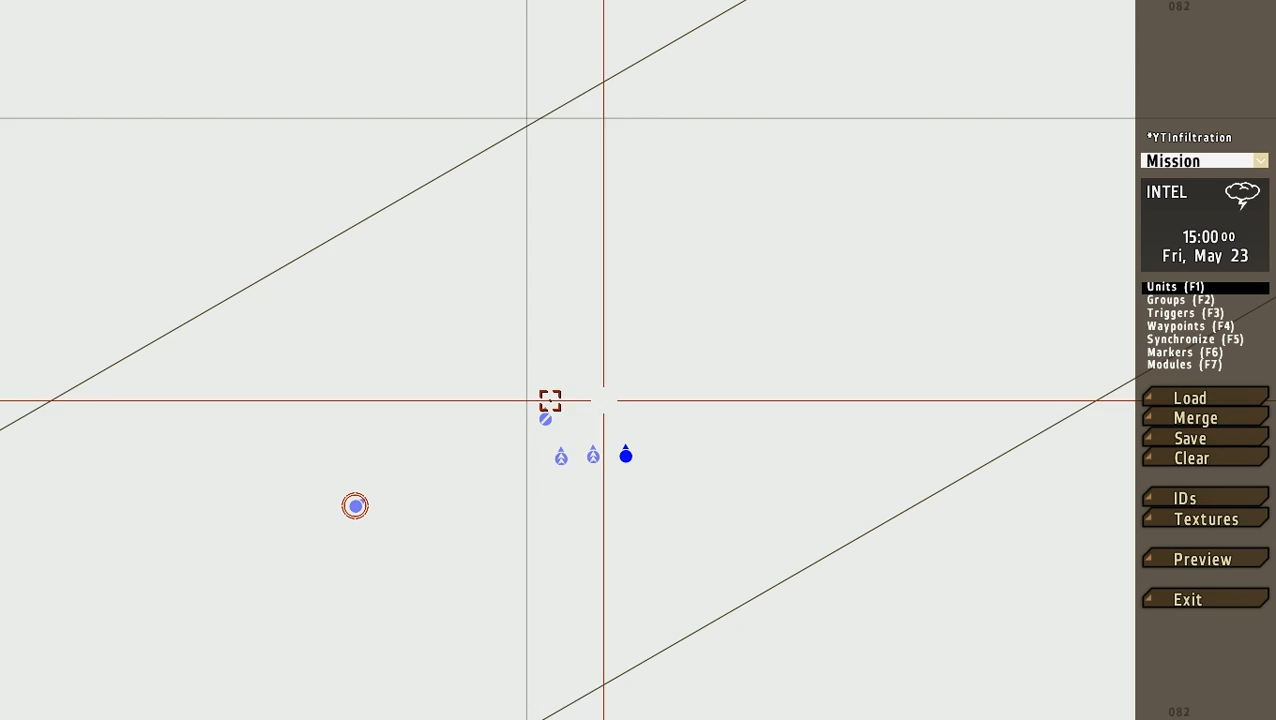 082
*YTInfiltration
Mission
INTEL
15:00 00
Fri, May 23
Units (F1)
Groups (F2)
Triggers (F3)
Waypoints (F4)
Synchronize (F5)
Markers (F6)
Modules (F7)
Load
Merge
Save
Clear
IDs
Textures
Preview
Exit
082